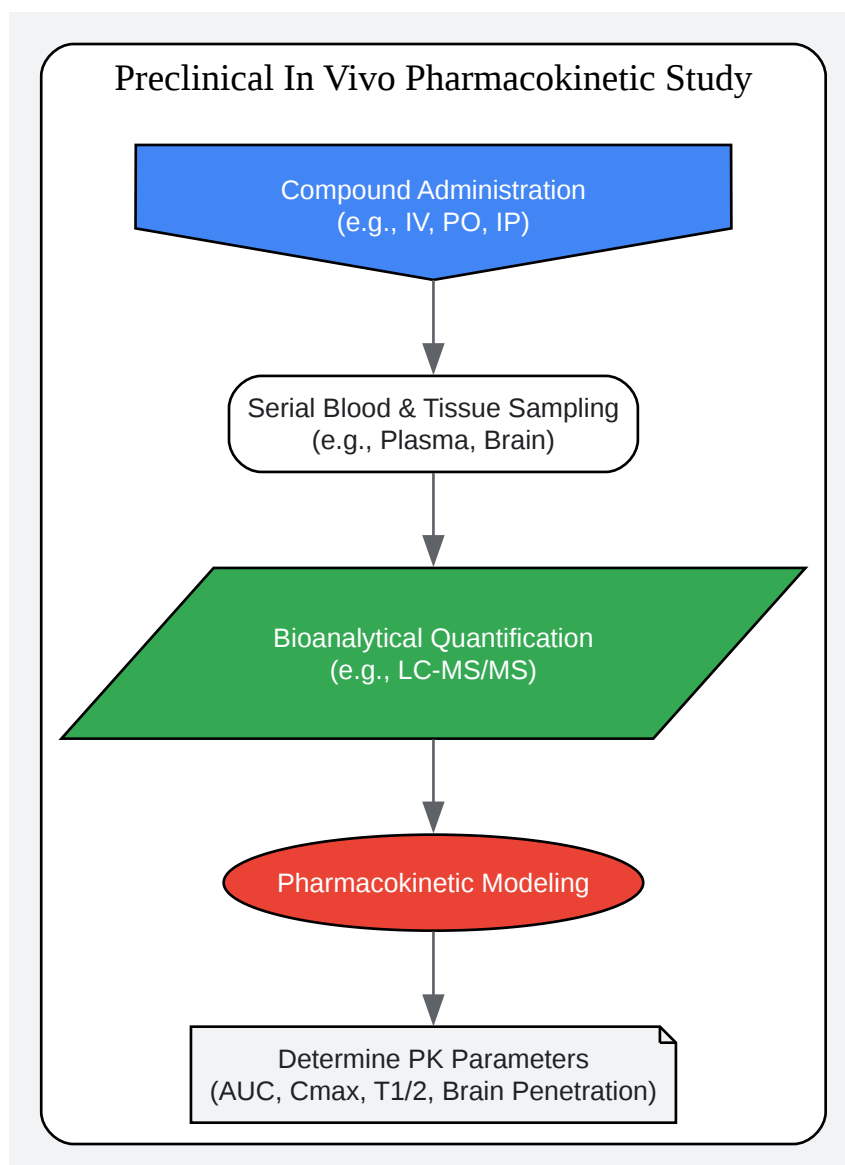 Preclinical In Vivo Pharmacokinetic Study
Compound Administration
(e.g., IV, PO, IP)
Serial Blood & Tissue Sampling
(e.g., Plasma, Brain)
Bioanalytical Quantification
(e.g., LC-MS/MS)
Pharmacokinetic Modeling
Determine PK Parameters
(AUC, Cmax, T1/2, Brain Penetration)